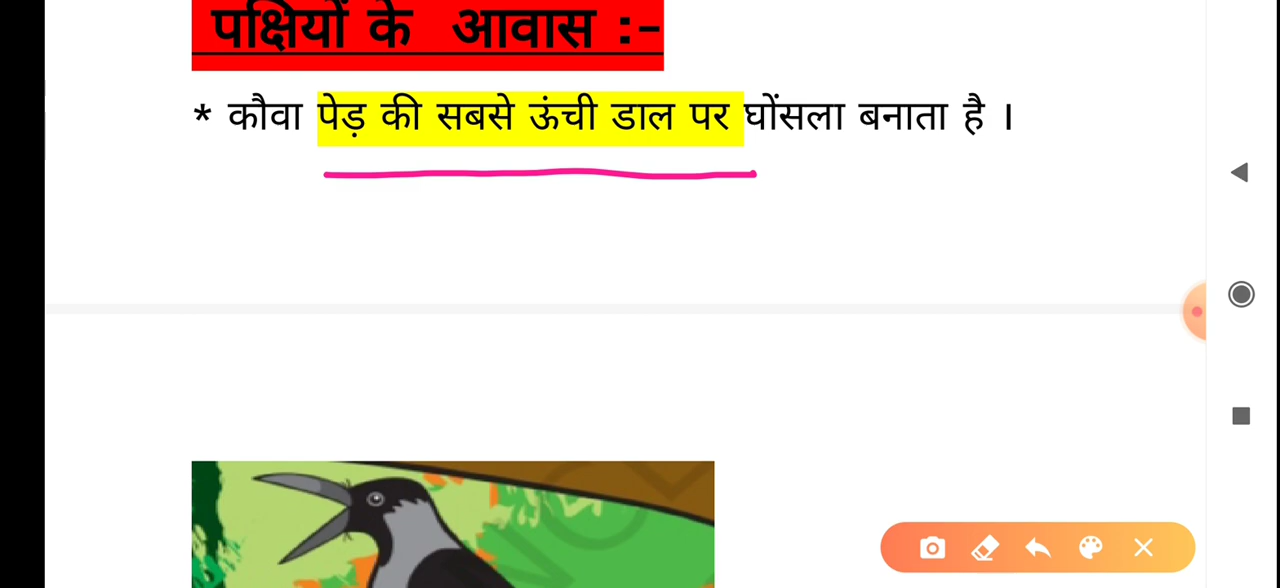 पक्षियों के आवास :-
* कौवा पेड़ की सबसे ऊंची डाल पर घोंसला बनाता है ।